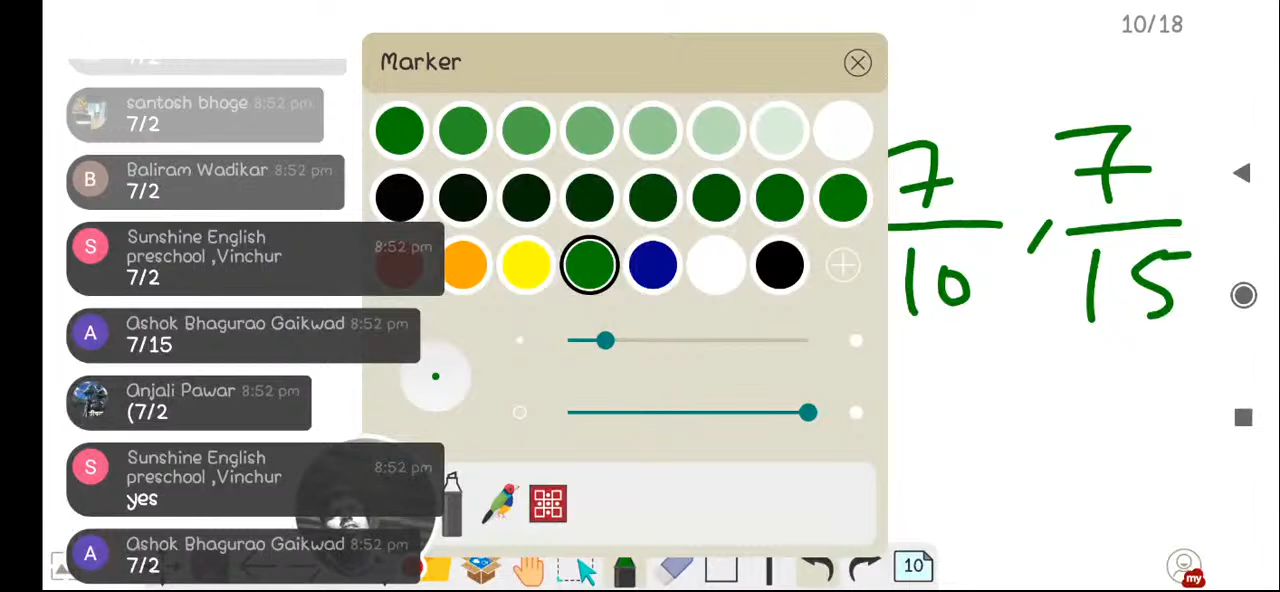 10/18
Marker
7/2
santosh bhoge 8:52 pm
7/2
Baliram Wadikar 8:52 pm
7/2
B
Sunshine English
preschool ,Vinchur 8:52 pm
7/2
S
Ashok Bhagurao Gaikwad 8:52 pm
7/15
A
Anjali Pawar 8:52 pm
(7/2
Sunshine English
preschool ,Vinchur 8:52 pm
yes
S
Ashok Bhagurao Gaikwad 8:52 pm
7/2
A
7/10 , 7/15
10
my